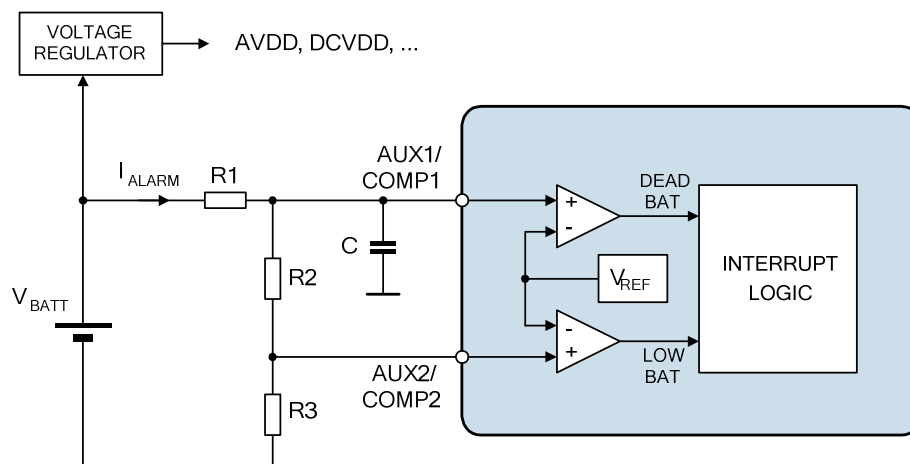 VOLTAGE
REGULATOR
AVDD, DCVDD, ...
I ALARM
R1
AUX1/
COMP1
DEAD
BAT
+
-
C
R2
VREF
INTERRUPT
LOGIC
V BATT
-
+
LOW
BAT
AUX2/
COMP2
R3